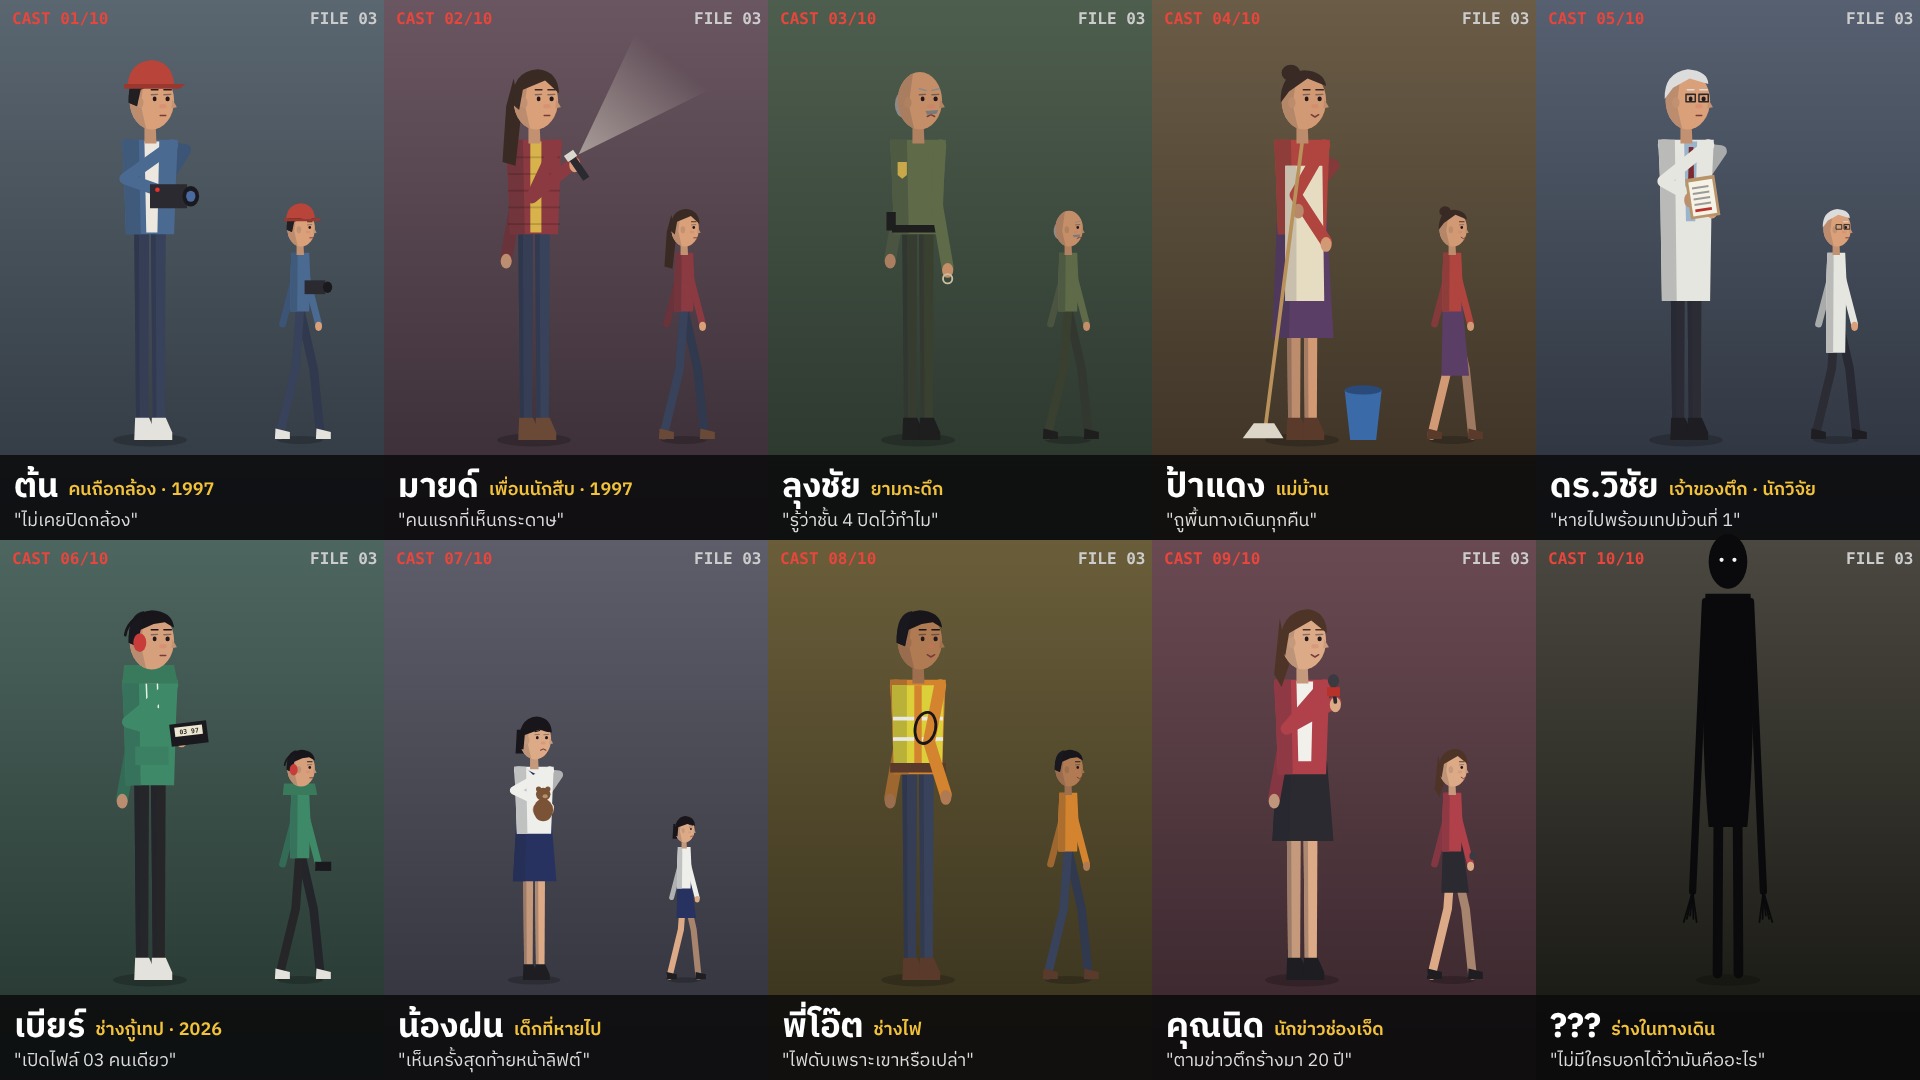 CAST 01/10 FILE 03
ต้น คนถือกล้อง · 1997
"ไม่เคยปิดกล้อง"
CAST 02/10 FILE 03
มายด์ เพื่อนนักสืบ · 1997
"คนแรกที่เห็นกระดาษ"
CAST 03/10 FILE 03
ลุงชัย ยามกะดึก
"รู้ว่าชั้น 4 ปิดไว้ทำไม"
CAST 04/10 FILE 03
ป้าแดง แม่บ้าน
"ถูพื้นทางเดินทุกคืน"
CAST 05/10 FILE 03
ดร.วิชัย เจ้าของตึก · นักวิจัย
"หายไปพร้อมเทปม้วนที่ 1"
CAST 06/10 FILE 03
03 97
เบียร์ ช่างกู้เทป · 2026
"เปิดไฟล์ 03 คนเดียว"
CAST 07/10 FILE 03
น้องฝน เด็กที่หายไป
"เห็นครั้งสุดท้ายหน้าลิฟต์"
CAST 08/10 FILE 03
พี่โอ๊ต ช่างไฟ
"ไฟดับเพราะเขาหรือเปล่า"
CAST 09/10 FILE 03
คุณนิด นักข่าวช่องเจ็ด
"ตามข่าวตึกร้างมา 20 ปี"
CAST 10/10 FILE 03
??? ร่างในทางเดิน
"ไม่มีใครบอกได้ว่ามันคืออะไร"